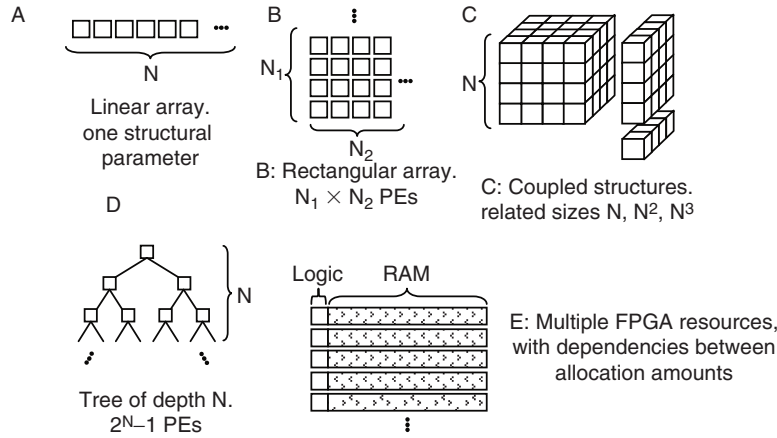 A
N
Linear array.
one structural
parameter
B
N₁
N₂
B: Rectangular array.
N₁ × N₂ PEs
C
N
C: Coupled structures.
related sizes N, N², N³
D
N
Tree of depth N.
2ᴺ–1 PEs
Logic RAM
E: Multiple FPGA resources,
with dependencies between
allocation amounts